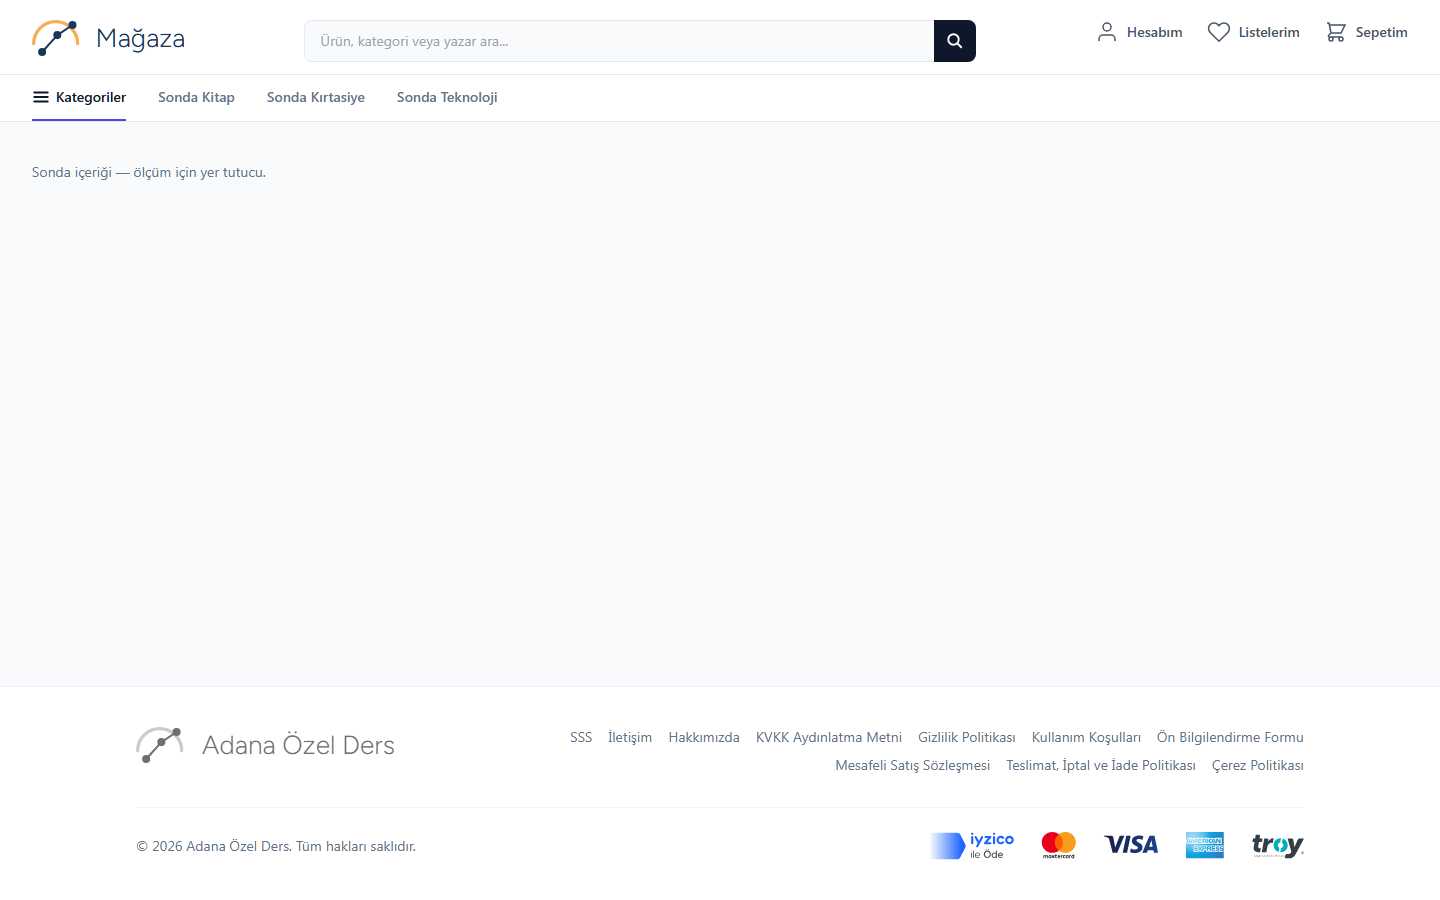 Mağaza
Ürün, kategori veya yazar ara...
Hesabım
Listelerim
Sepetim
Kategoriler
Sonda Kitap
Sonda Kırtasiye
Sonda Teknoloji
Sonda içeriği — ölçüm için yer tutucu.
Adana Özel Ders
SSS İletişim Hakkımızda KVKK Aydınlatma Metni Gizlilik Politikası Kullanım Koşulları Ön Bilgilendirme Formu
Mesafeli Satış Sözleşmesi Teslimat, İptal ve İade Politikası Çerez Politikası
© 2026 Adana Özel Ders. Tüm hakları saklıdır.
iyzico
ile Öde
mastercard
VISA
AMERICAN
EXPRESS
troy